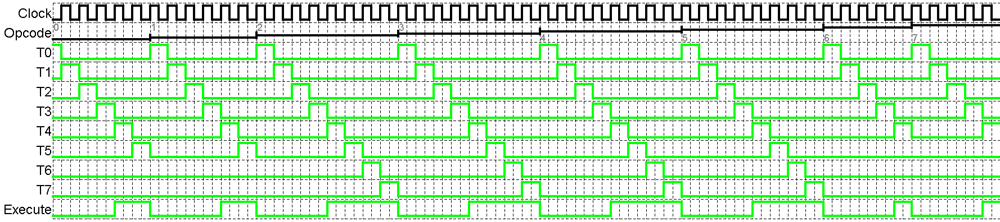 Clock
Opcode 0 1 2 3 4 5 6 7
T0
T1
T2
T3
T4
T5
T6
T7
Execute